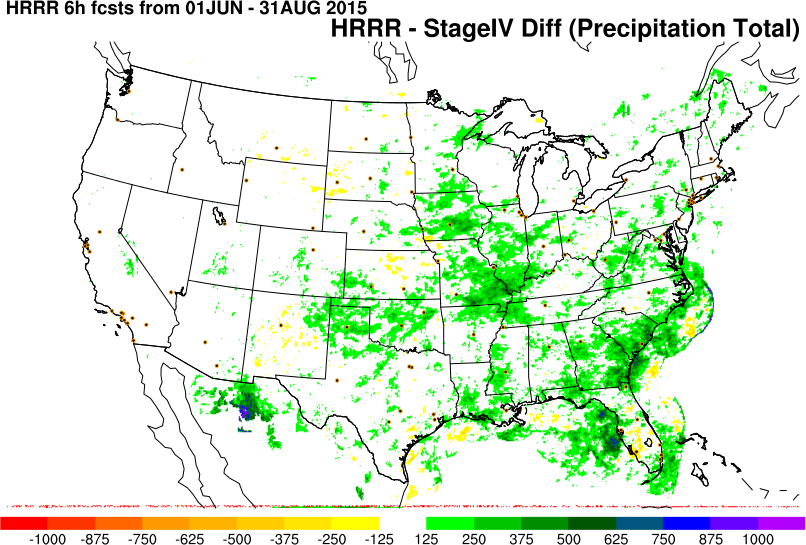 HRRR 6h fcsts from 01JUN - 31AUG 2015
HRRR - StageIV Diff (Precipitation Total)
-1000 -875 -750 -625 -500 -375 -250 -125 125 250 375 500 625 750 875 1000